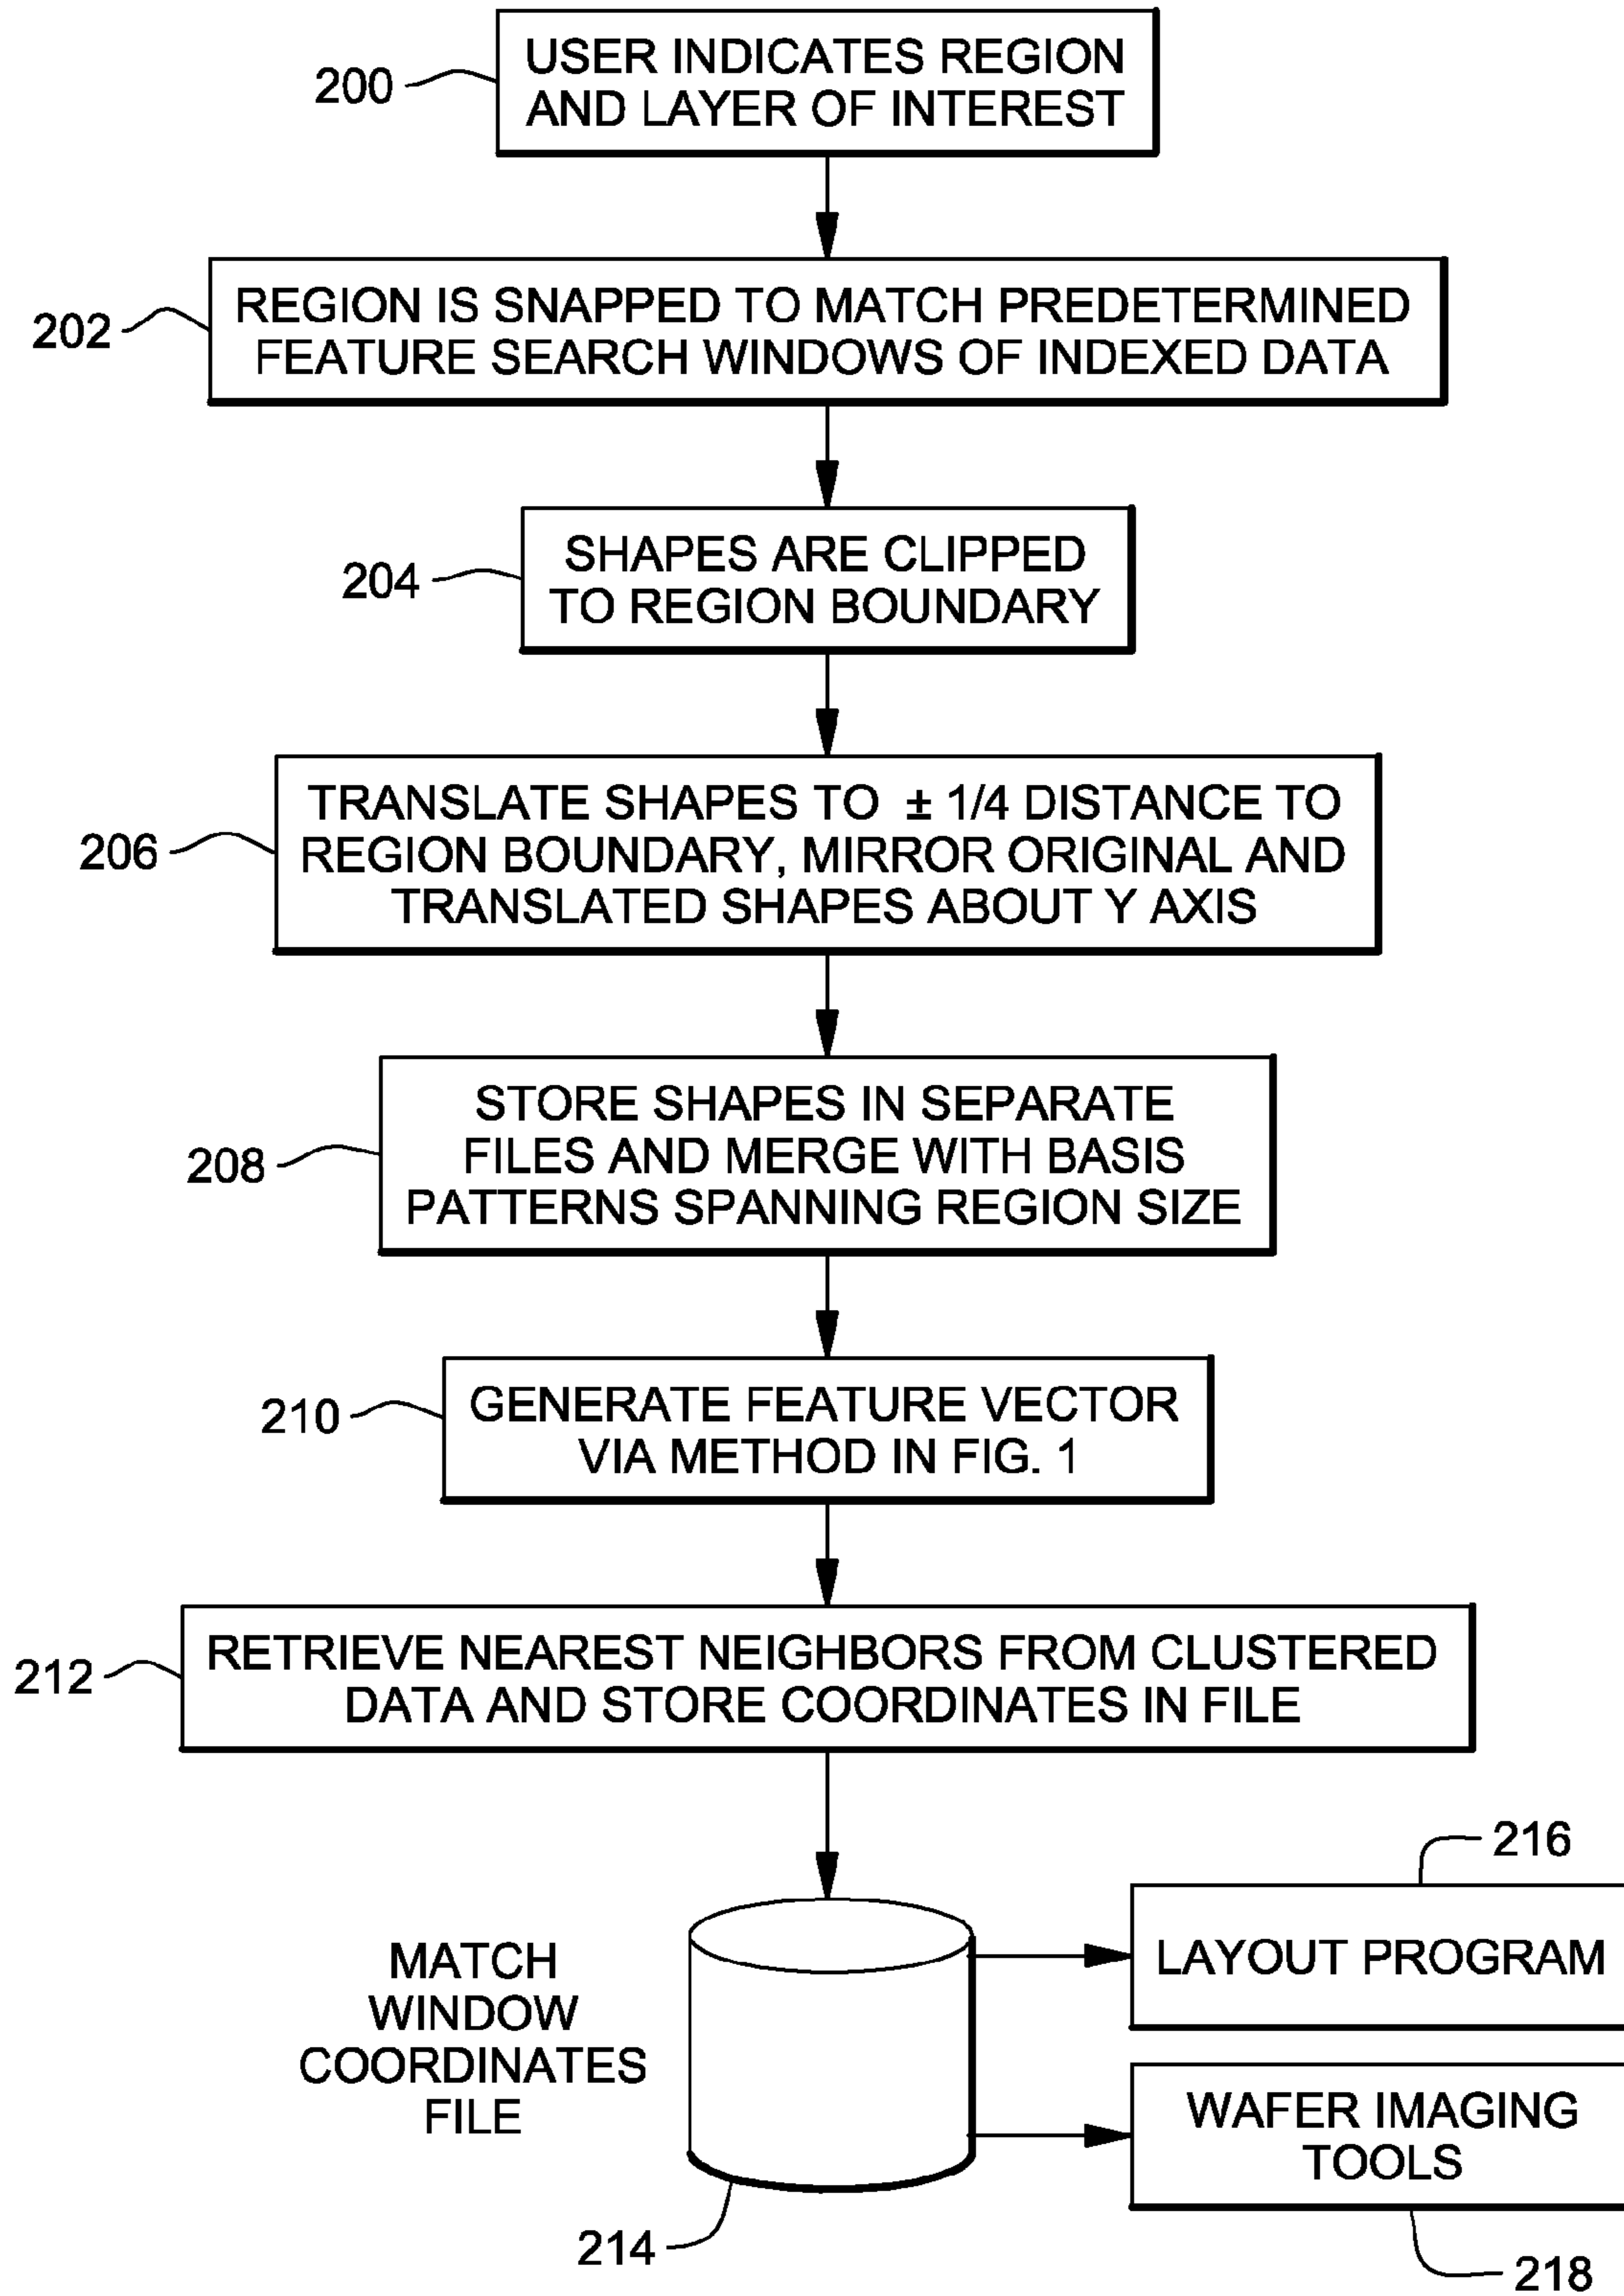 200
USER INDICATES REGION
AND LAYER OF INTEREST
202
REGION IS SNAPPED TO MATCH PREDETERMINED
FEATURE SEARCH WINDOWS OF INDEXED DATA
204
SHAPES ARE CLIPPED
TO REGION BOUNDARY
206
TRANSLATE SHAPES TO ± 1/4 DISTANCE TO
REGION BOUNDARY, MIRROR ORIGINAL AND
TRANSLATED SHAPES ABOUT Y AXIS
208
STORE SHAPES IN SEPARATE
FILES AND MERGE WITH BASIS
PATTERNS SPANNING REGION SIZE
210
GENERATE FEATURE VECTOR
VIA METHOD IN FIG. 1
212
RETRIEVE NEAREST NEIGHBORS FROM CLUSTERED
DATA AND STORE COORDINATES IN FILE
MATCH
WINDOW
COORDINATES
FILE
214
216
LAYOUT PROGRAM
WAFER IMAGING
TOOLS
218